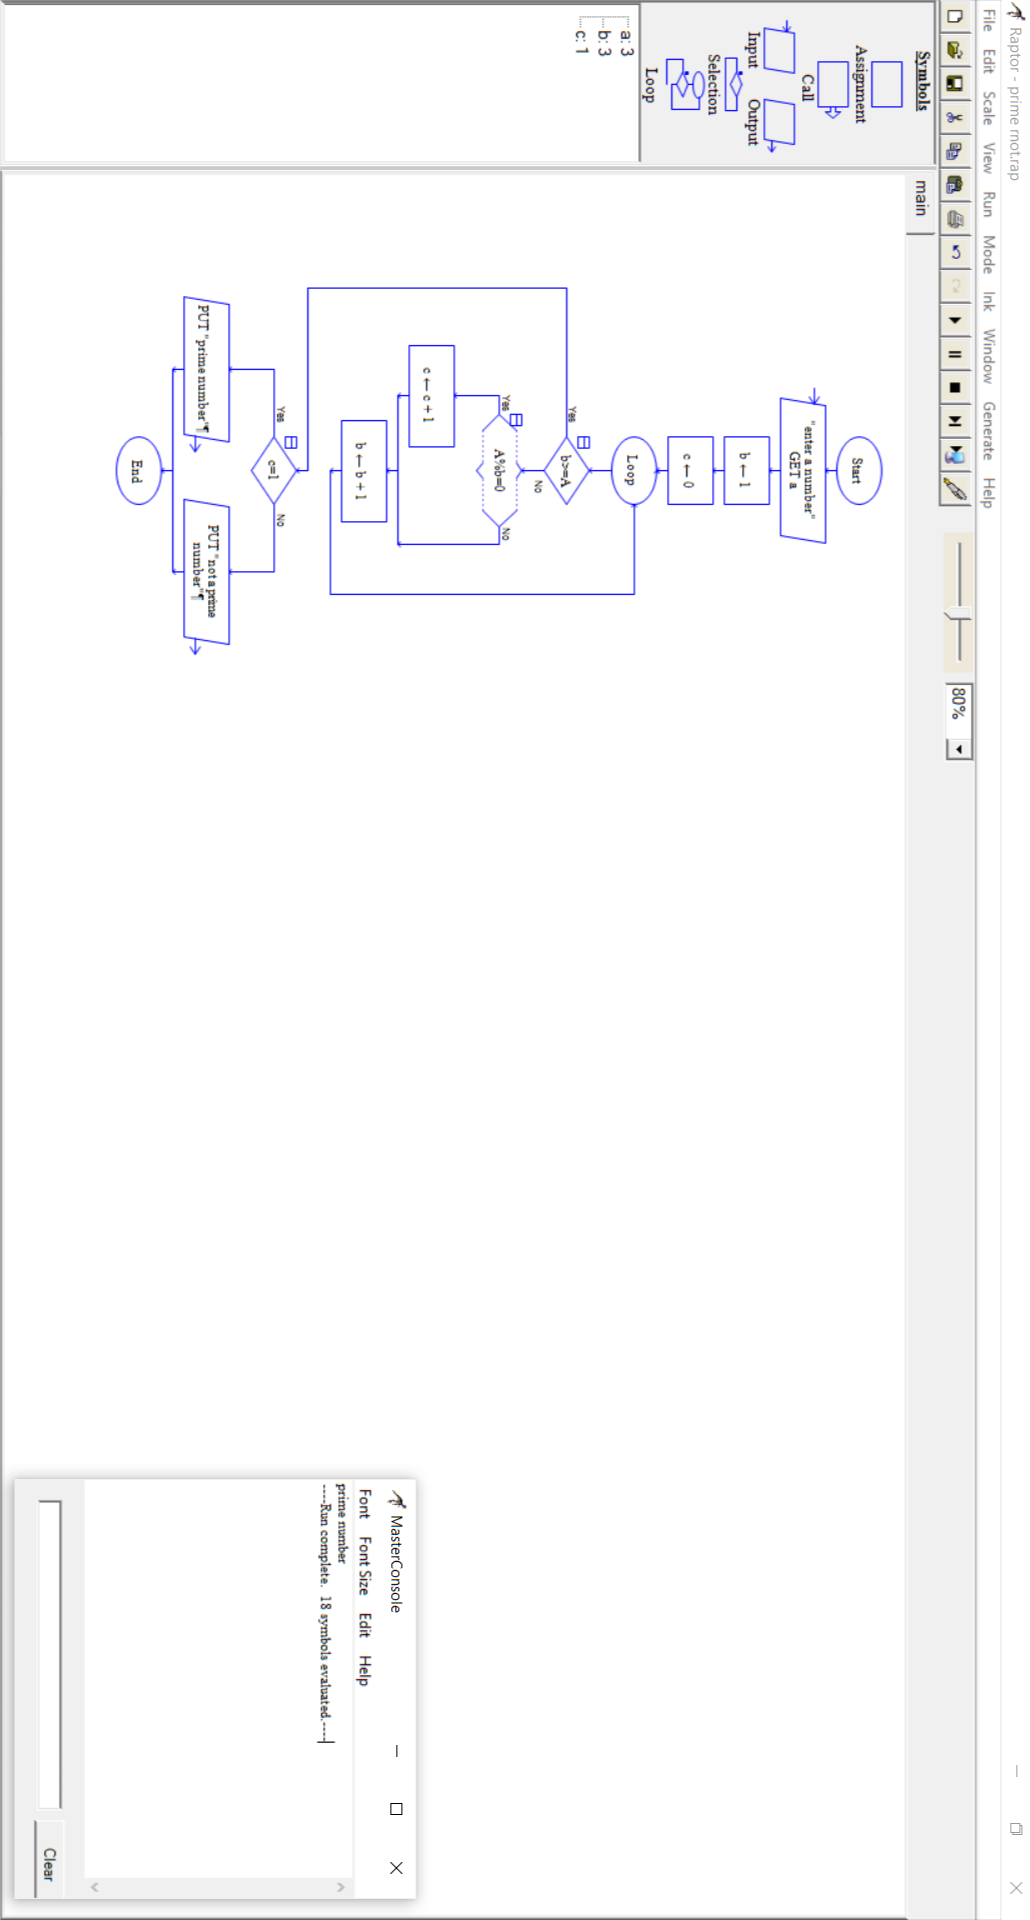 Raptor - prime rnot.rap
File Edit Scale View Run Mode Ink Window Generate Help
80%
Symbols
Assignment
Call
Input
Output
Selection
Loop
a: 3
b: 3
c: 1
main
Start
"enter a number"
GET a
b ← 1
c ← 0
Loop
Yes
b>=A
No
Yes
A%b=0
No
c ← c + 1
b ← b + 1
Yes
c=1
No
PUT "prime number"¶
PUT "not a prime
number"¶
End
MasterConsole
Font Font Size Edit Help
prime number
----Run complete. 18 symbols evaluated.----
Clear